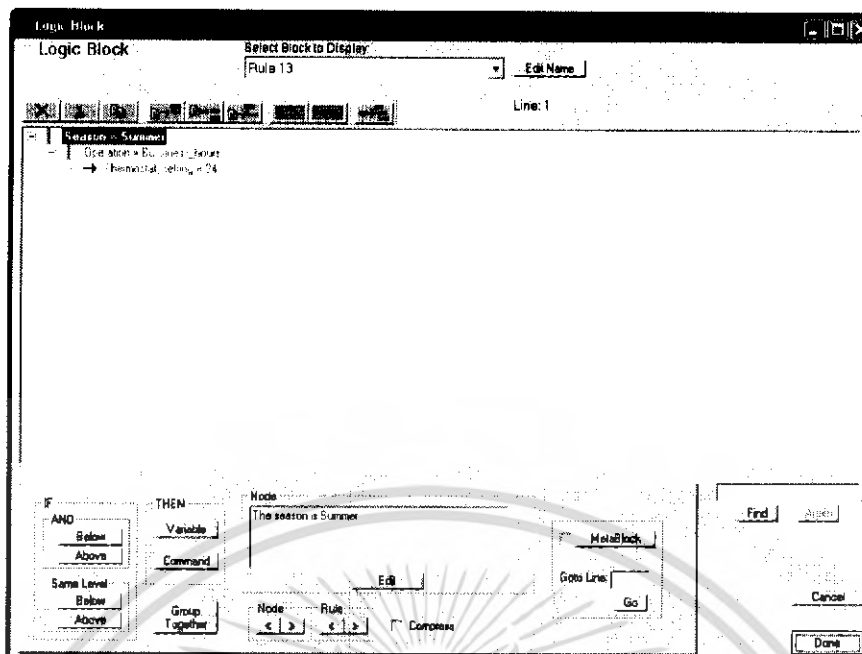 Logic Block
Logic Block
Select Block to Display:
Rule 13
Edit Name
Line: 1
Season = Summer
Operation = Business_hours
Thermostat_setting = 24
IF
AND
Below
Above
Same Level
Below
Above
THEN
Variable
Command
Group Together
Node
The season is Summer
Edit
Node
< >
Rule
< >
Compress
MetaBlock
Goto Line:
Go
Find
Again
Cancel
Done